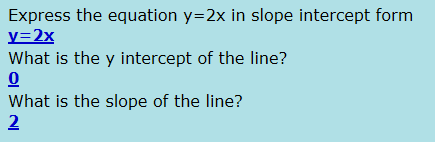 Express the equation y=2x in slope intercept form
y=2x
What is the y intercept of the line?
0
What is the slope of the line?
2